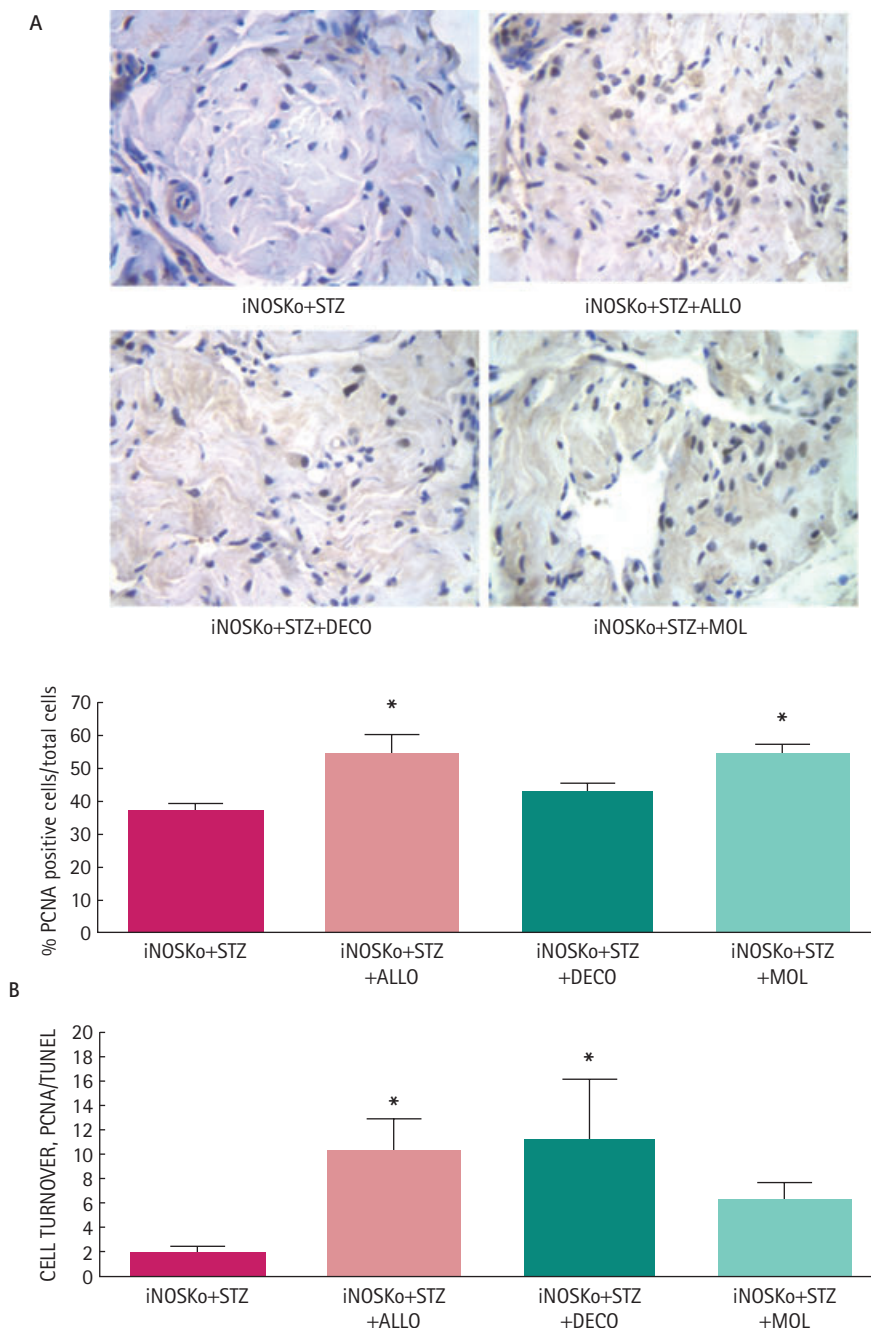 A
iNOSKo+STZ
iNOSKo+STZ+ALLO
iNOSKo+STZ+DECO
iNOSKo+STZ+MOL
% PCNA positive cells/total cells
70
60
50
40
30
20
10
0
*
*
iNOSKo+STZ
iNOSKo+STZ
+ALLO
iNOSKo+STZ
+DECO
iNOSKo+STZ
+MOL
B
CELL TURNOVER, PCNA/TUNEL
20
18
16
14
12
10
8
6
4
2
0
*
*
iNOSKo+STZ
iNOSKo+STZ
+ALLO
iNOSKo+STZ
+DECO
iNOSKo+STZ
+MOL